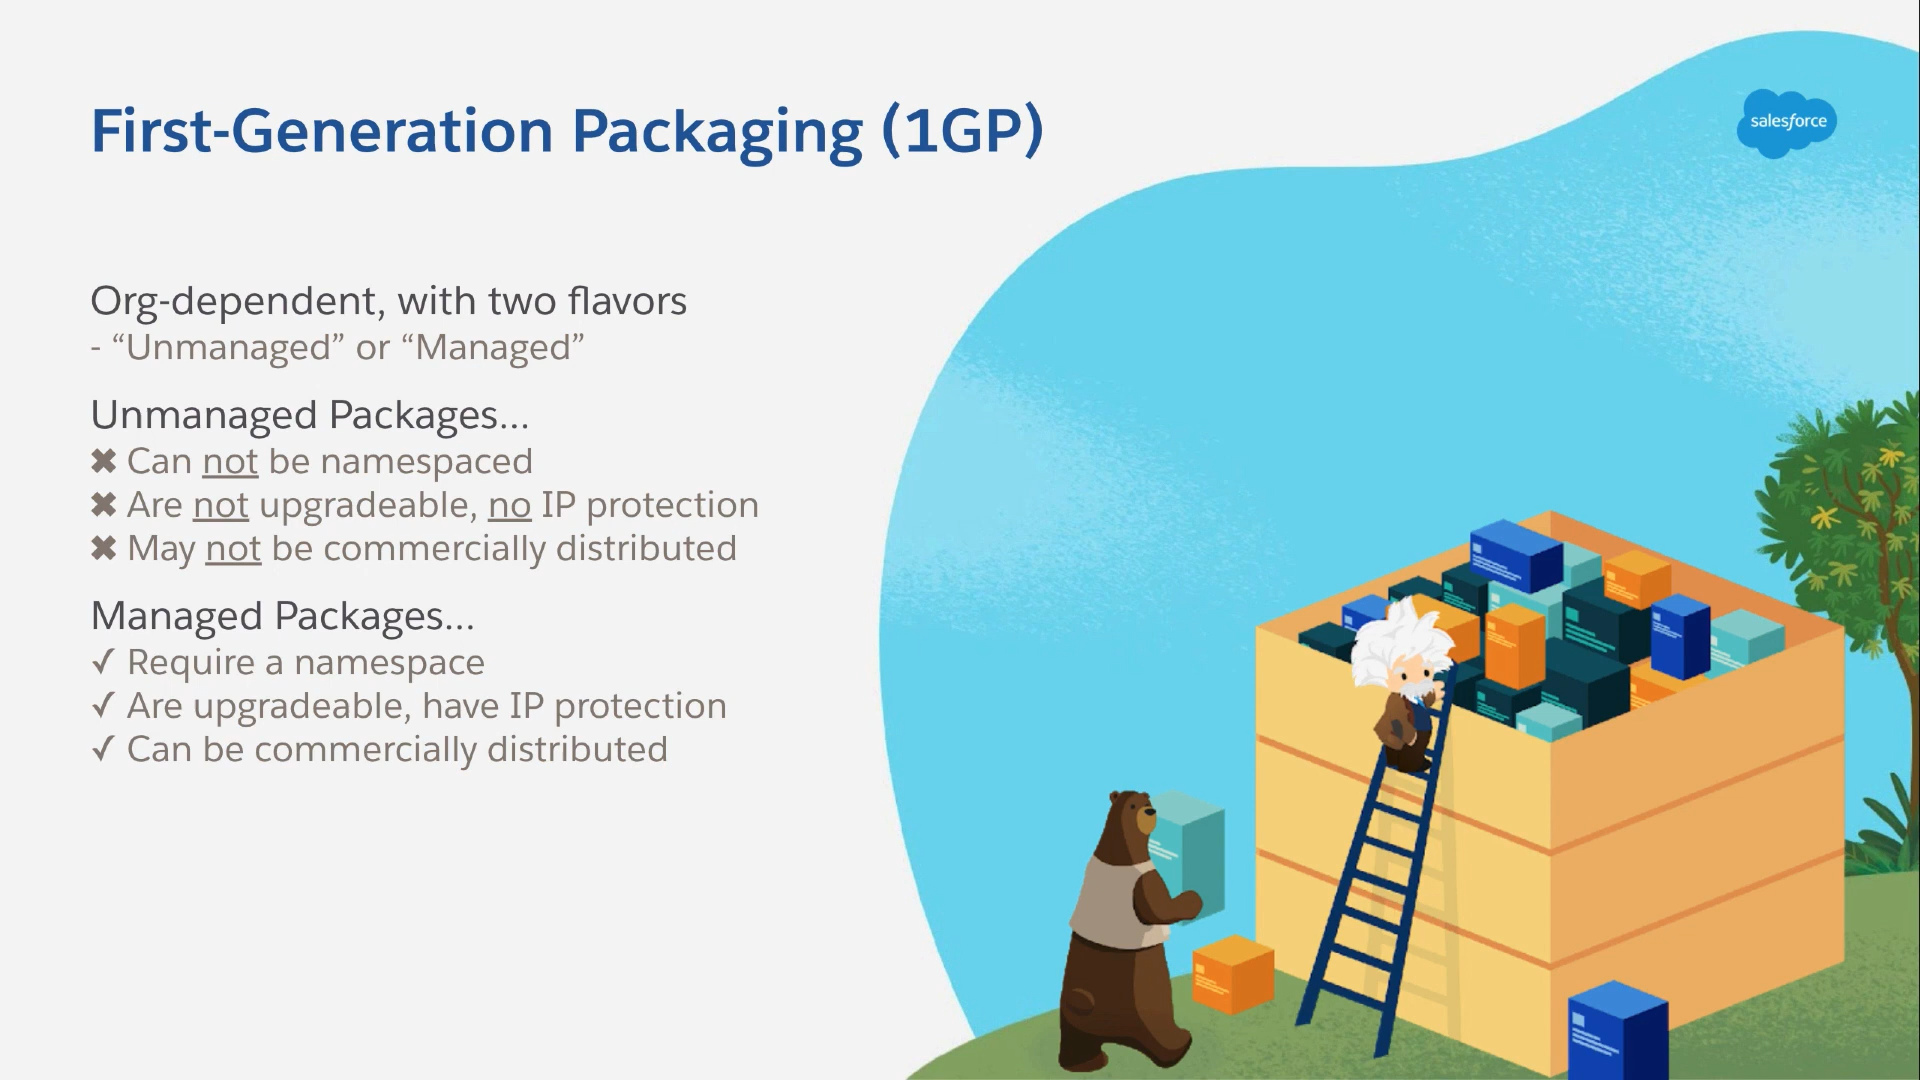 First-Generation Packaging (1GP)
salesforce
Org-dependent, with two flavors
- “Unmanaged” or “Managed”
Unmanaged Packages...
✖ Can not be namespaced
✖ Are not upgradeable, no IP protection
✖ May not be commercially distributed
Managed Packages...
✓ Require a namespace
✓ Are upgradeable, have IP protection
✓ Can be commercially distributed